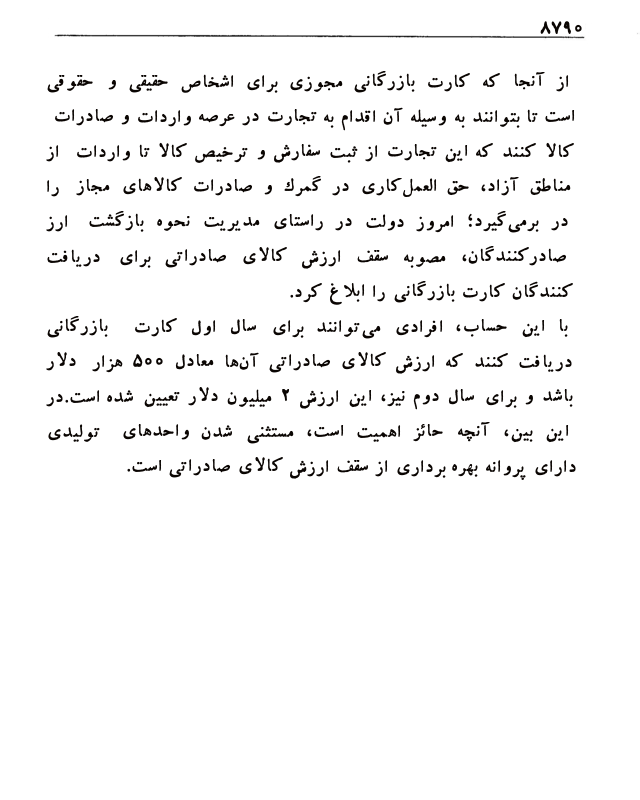 ۸۷۹۰
از آنجا که کارت بازرگانی مجوزی برای اشخاص حقیقی و حقوقی
است تا بتوانند به وسیله آن اقدام به تجارت در عرصه واردات و صادرات
کالا کنند که این تجارت از ثبت سفارش و ترخیص کالا تا واردات از
مناطق آزاد، حق العمل‌کاری در گمرک و صادرات کالاهای مجاز را
در برمی‌گیرد؛ امروز دولت در راستای مدیریت نحوه بازگشت ارز
صادرکنندگان، مصوبه سقف ارزش کالای صادراتی برای دریافت
کنندگان کارت بازرگانی را ابلاغ کرد.
با این حساب، افرادی می‌توانند برای سال اول کارت بازرگانی
دریافت کنند که ارزش کالای صادراتی آن‌ها معادل ۵۰۰ هزار دلار
باشد و برای سال دوم نیز، این ارزش ۲ میلیون دلار تعیین شده است.در
این بین، آنچه حائز اهمیت است، مستثنی شدن واحدهای تولیدی
دارای پروانه بهره برداری از سقف ارزش کالای صادراتی است.